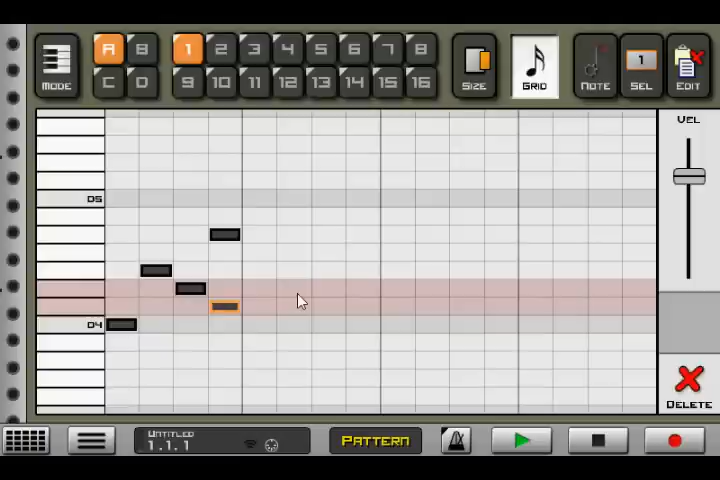 A B 1 2 3 4 5 6 7 8
C D 9 10 11 12 13 14 15 16
MODE SIZE GRID NOTE 1 SEL EDIT
VEL
D5
D4
DELETE
UNTITLED
1.1.1
PATTERN